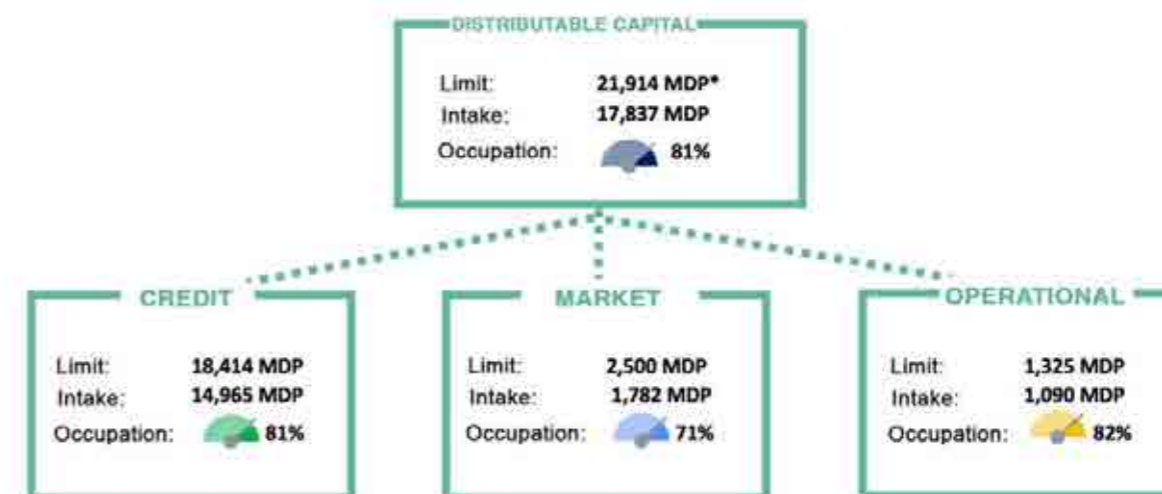 DISTRIBUTABLE CAPITAL
Limit: 21,914 MDP*
Intake: 17,837 MDP
Occupation: 81%
CREDIT
Limit: 18,414 MDP
Intake: 14,965 MDP
Occupation: 81%
MARKET
Limit: 2,500 MDP
Intake: 1,782 MDP
Occupation: 71%
OPERATIONAL
Limit: 1,325 MDP
Intake: 1,090 MDP
Occupation: 82%